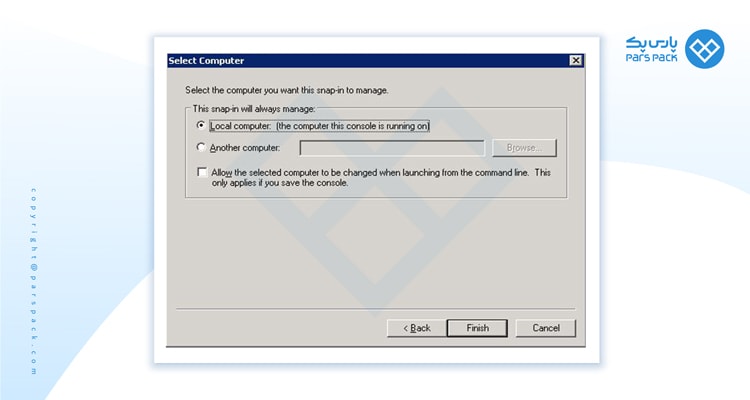 پارس پک
PARS PACK
Select Computer
Select the computer you want this snap-in to manage.
This snap-in will always manage:
Local computer: (the computer this console is running on)
Another computer:
Browse...
Allow the selected computer to be changed when launching from the command line. This
only applies if you save the console.
< Back
Finish
Cancel
copyright@parspack.com